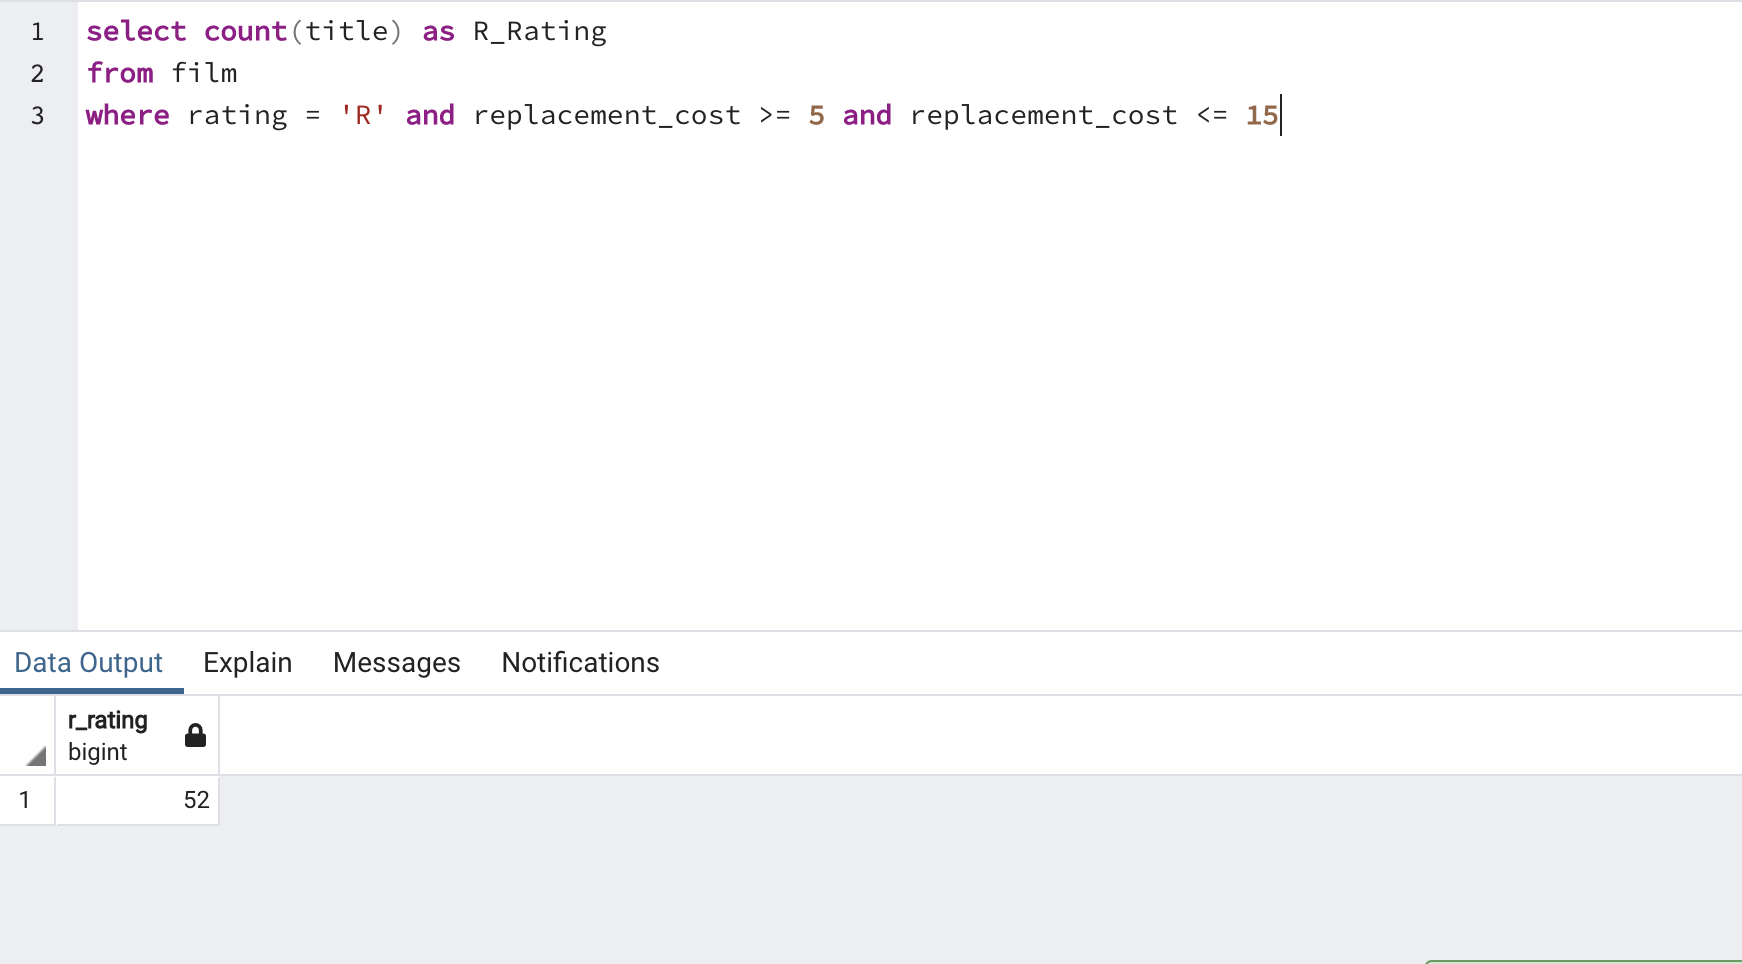 1 select count(title) as R_Rating
2 from film
3 where rating = 'R' and replacement_cost >= 5 and replacement_cost <= 15
Data Output Explain Messages Notifications
r_rating
bigint
1 52